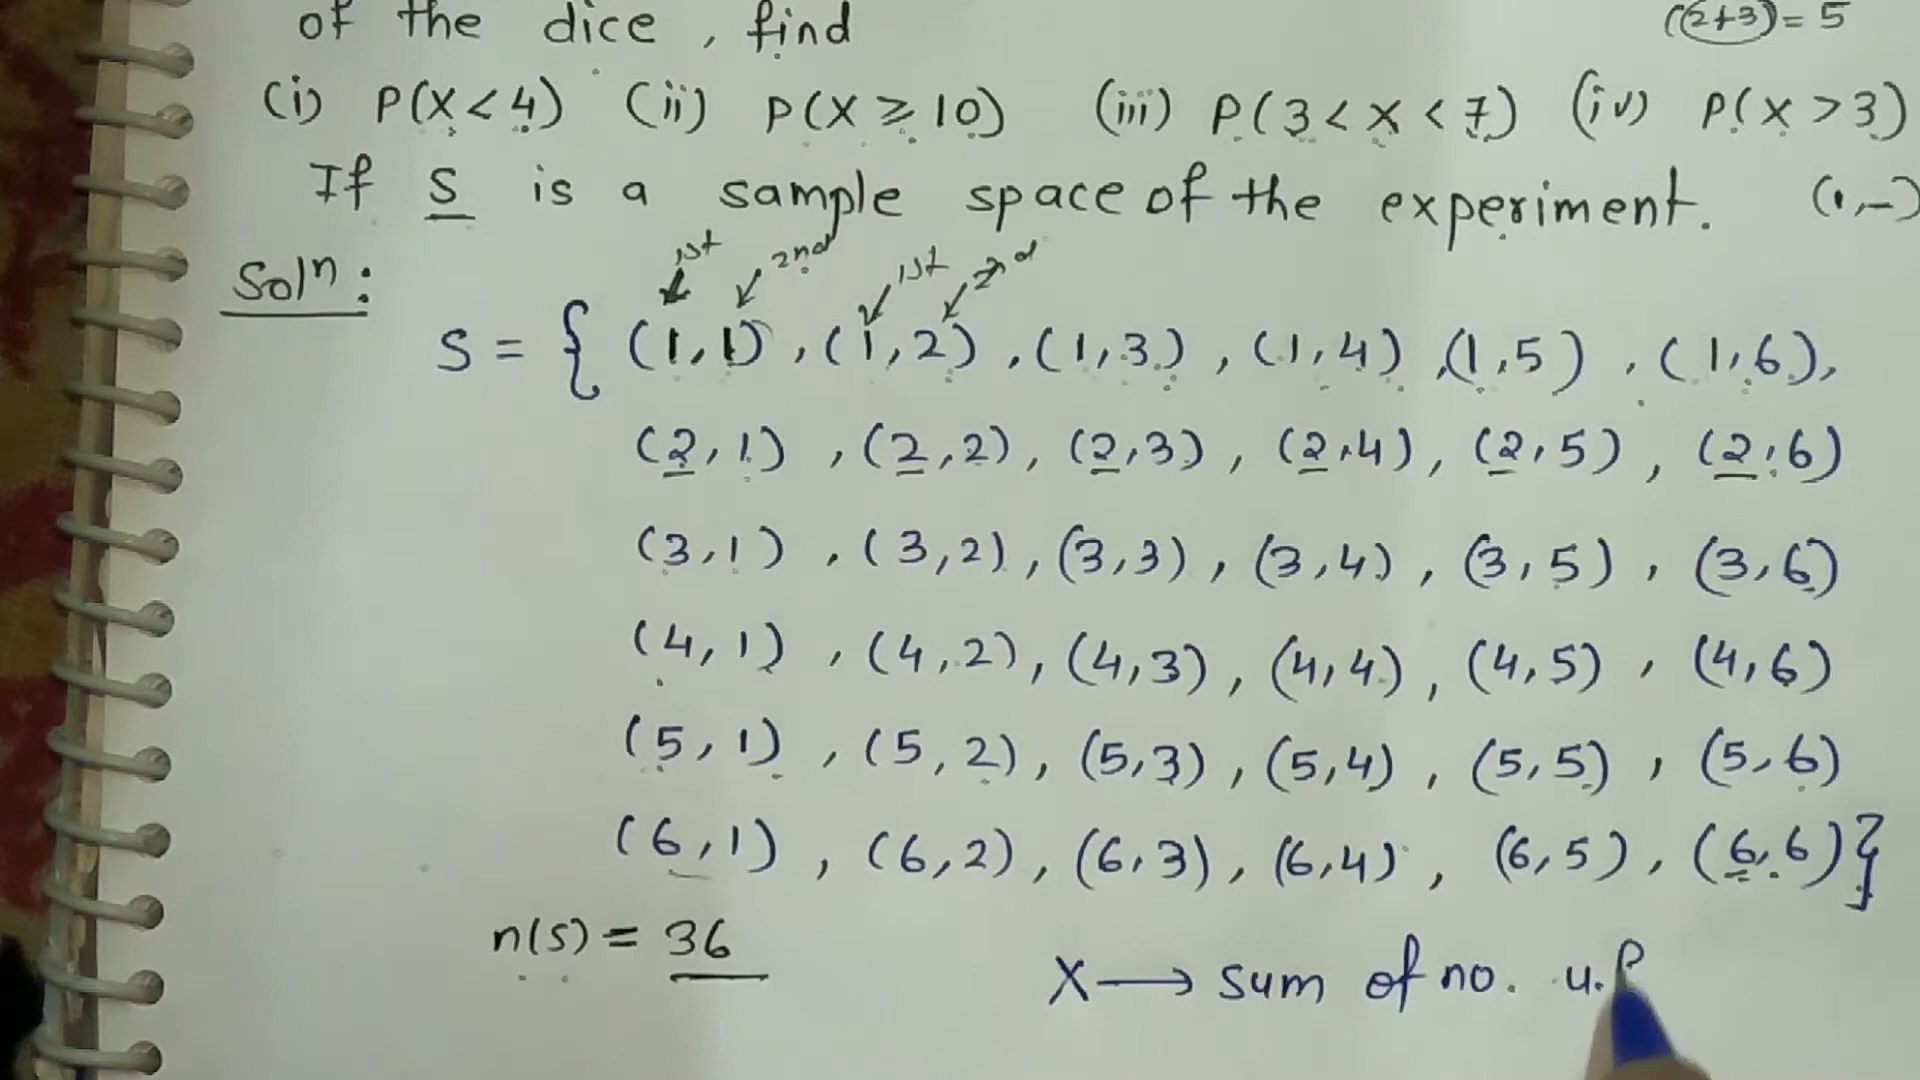 of the dice, find
(2+3) = 5
(i) P(X < 4) (ii) P(X ≥ 10) (iii) P(3 < X < 7) (iv) P(X > 3)
If S is a sample space of the experiment. (1,–)
Solⁿ:
1st 2nd 1st 2nd
S = { (1,1), (1,2), (1,3), (1,4), (1,5), (1,6),
(2,1), (2,2), (2,3), (2,4), (2,5), (2,6)
(3,1), (3,2), (3,3), (3,4), (3,5), (3,6)
(4,1), (4,2), (4,3), (4,4), (4,5), (4,6)
(5,1), (5,2), (5,3), (5,4), (5,5), (5,6)
(6,1), (6,2), (6,3), (6,4), (6,5), (6,6)}
n(S) = 36
X → sum of no. u.p